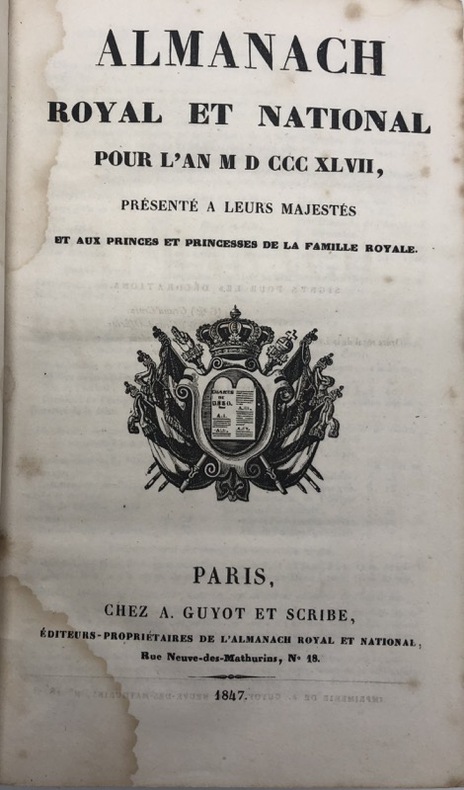 ALMANACH
ROYAL ET NATIONAL
POUR L'AN M D CCC XLVII,
PRÉSENTÉ A LEURS MAJESTÉS
ET AUX PRINCES ET PRINCESSES DE LA FAMILLE ROYALE.
CHARTE
DE
1830.
PARIS,
CHEZ A. GUYOT ET SCRIBE,
ÉDITEURS-PROPRIÉTAIRES DE L'ALMANACH ROYAL ET NATIONAL,
Rue Neuve-des-Mathurins, N° 18.
1847.